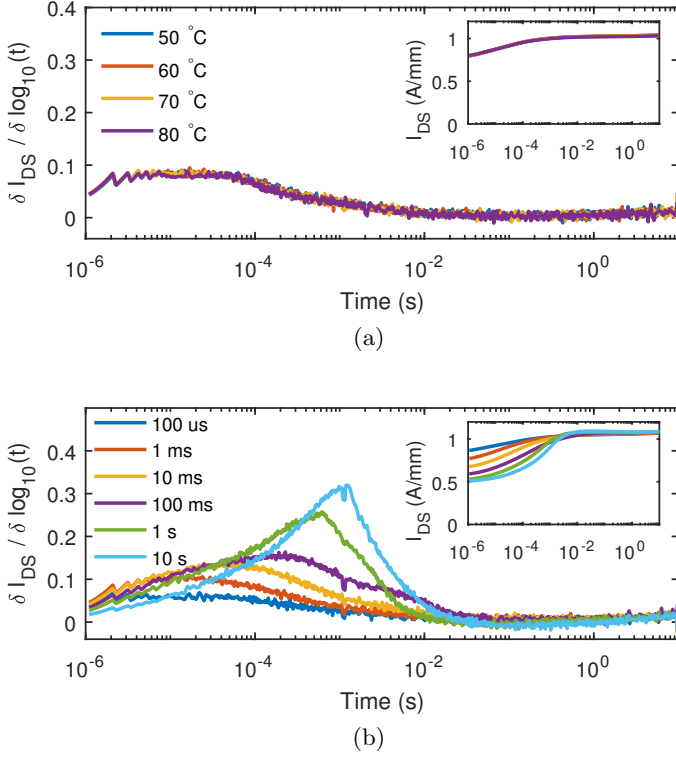 0.4
0.3
0.2
0.1
0
δ I_DS / δ log_10(t)
50 °C
60 °C
70 °C
80 °C
1
0.5
0
I_DS (A/mm)
10^-6 10^-4 10^-2 10^0
10^-6 10^-4 10^-2 10^0
Time (s)
(a)
0.4
0.3
0.2
0.1
0
δ I_DS / δ log_10(t)
100 us
1 ms
10 ms
100 ms
1 s
10 s
1
0.5
0
I_DS (A/mm)
10^-6 10^-4 10^-2 10^0
10^-6 10^-4 10^-2 10^0
Time (s)
(b)